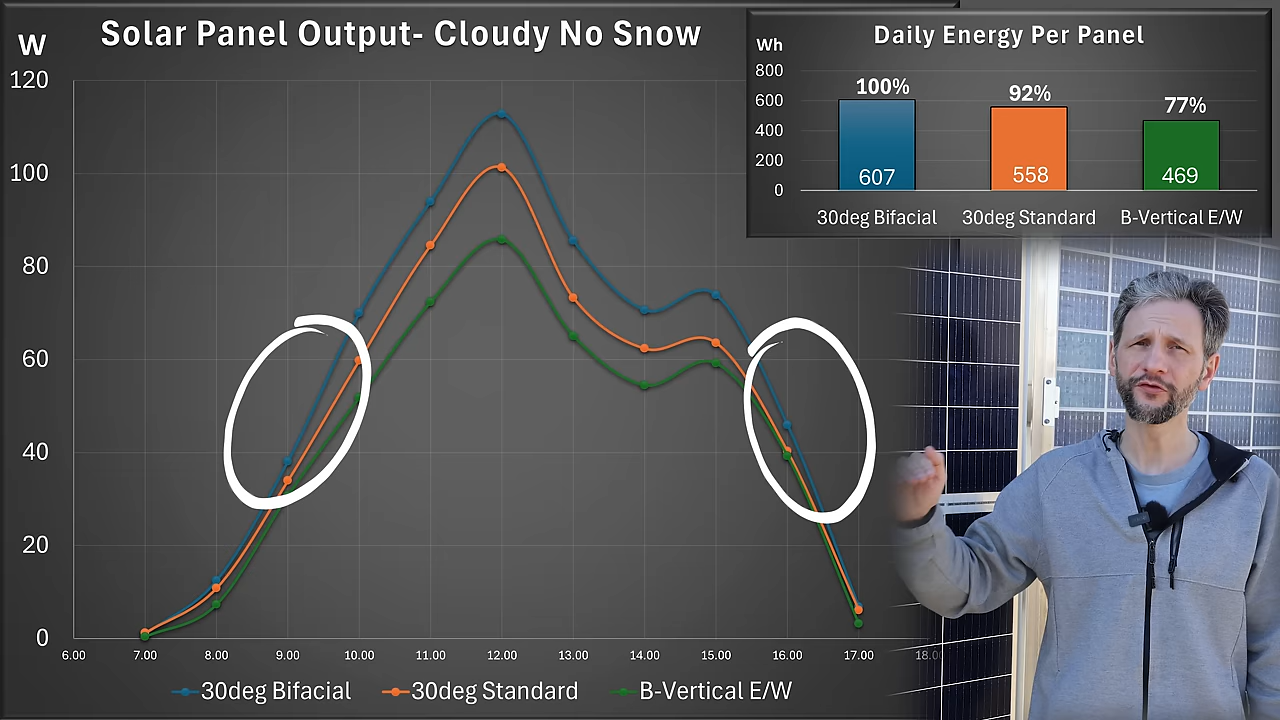 Solar Panel Output- Cloudy No Snow
W
120
100
80
60
40
20
0
6.00 7.00 8.00 9.00 10.00 11.00 12.00 13.00 14.00 15.00 16.00 17.00 18.00
30deg Bifacial 30deg Standard B-Vertical E/W
Daily Energy Per Panel
Wh
800
600
400
200
0
100% 92% 77%
607 558 469
30deg Bifacial 30deg Standard B-Vertical E/W